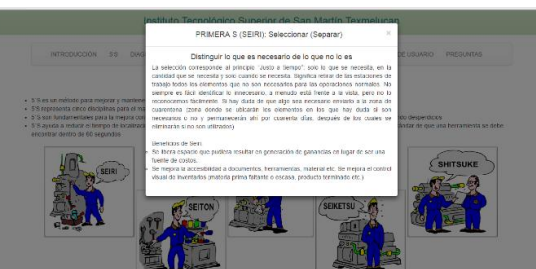 Instituto Tecnológico Superior de San Martín Texmelucan
PRIMERA S (SEIRI): Seleccionar (Separar)
×
INTRODUCCIÓN 5'S DE USUARIO PREGUNTAS
Distinguir lo que es necesario de lo que no lo es
La selección corresponde al principio "Justo a tiempo": solo lo que se necesita, en la
cantidad que se necesita y solo cuando se necesita. Significa retirar de las estaciones de
trabajo todos los elementos que no son necesarios para las operaciones normales. No
siempre es fácil identificar lo innecesario, a menudo está frente a la vista, pero no lo
reconocemos fácilmente. Si hay duda de que algo sea necesario enviarlo a la zona de
cuarentena (zona donde se ubicarán los elementos en los que hay duda si son
necesarios o no y permanecerán ahí por cuarenta días, después de los cuales se
eliminarán si no son utilizados).
Beneficios de Seiri:
Se libera espacio que pudiera resultar en generación de ganancias en lugar de ser una
fuente de costos.
Se mejora la accesibilidad a documentos, herramientas, material etc. Se mejora el control
visual de inventarios (materia prima faltante o escasa, producto terminado etc.)
5'S es un método para mejorar y mantener
5'S representa cinco disciplinas para el
5'S son fundamentales para la mejora desperdicios
5'S ayuda a reducir el tiempo de de que una herramienta se debe
encontrar dentro de 60 segundos
SEIRI
SEITON
SEIKETSU
SHITSUKE